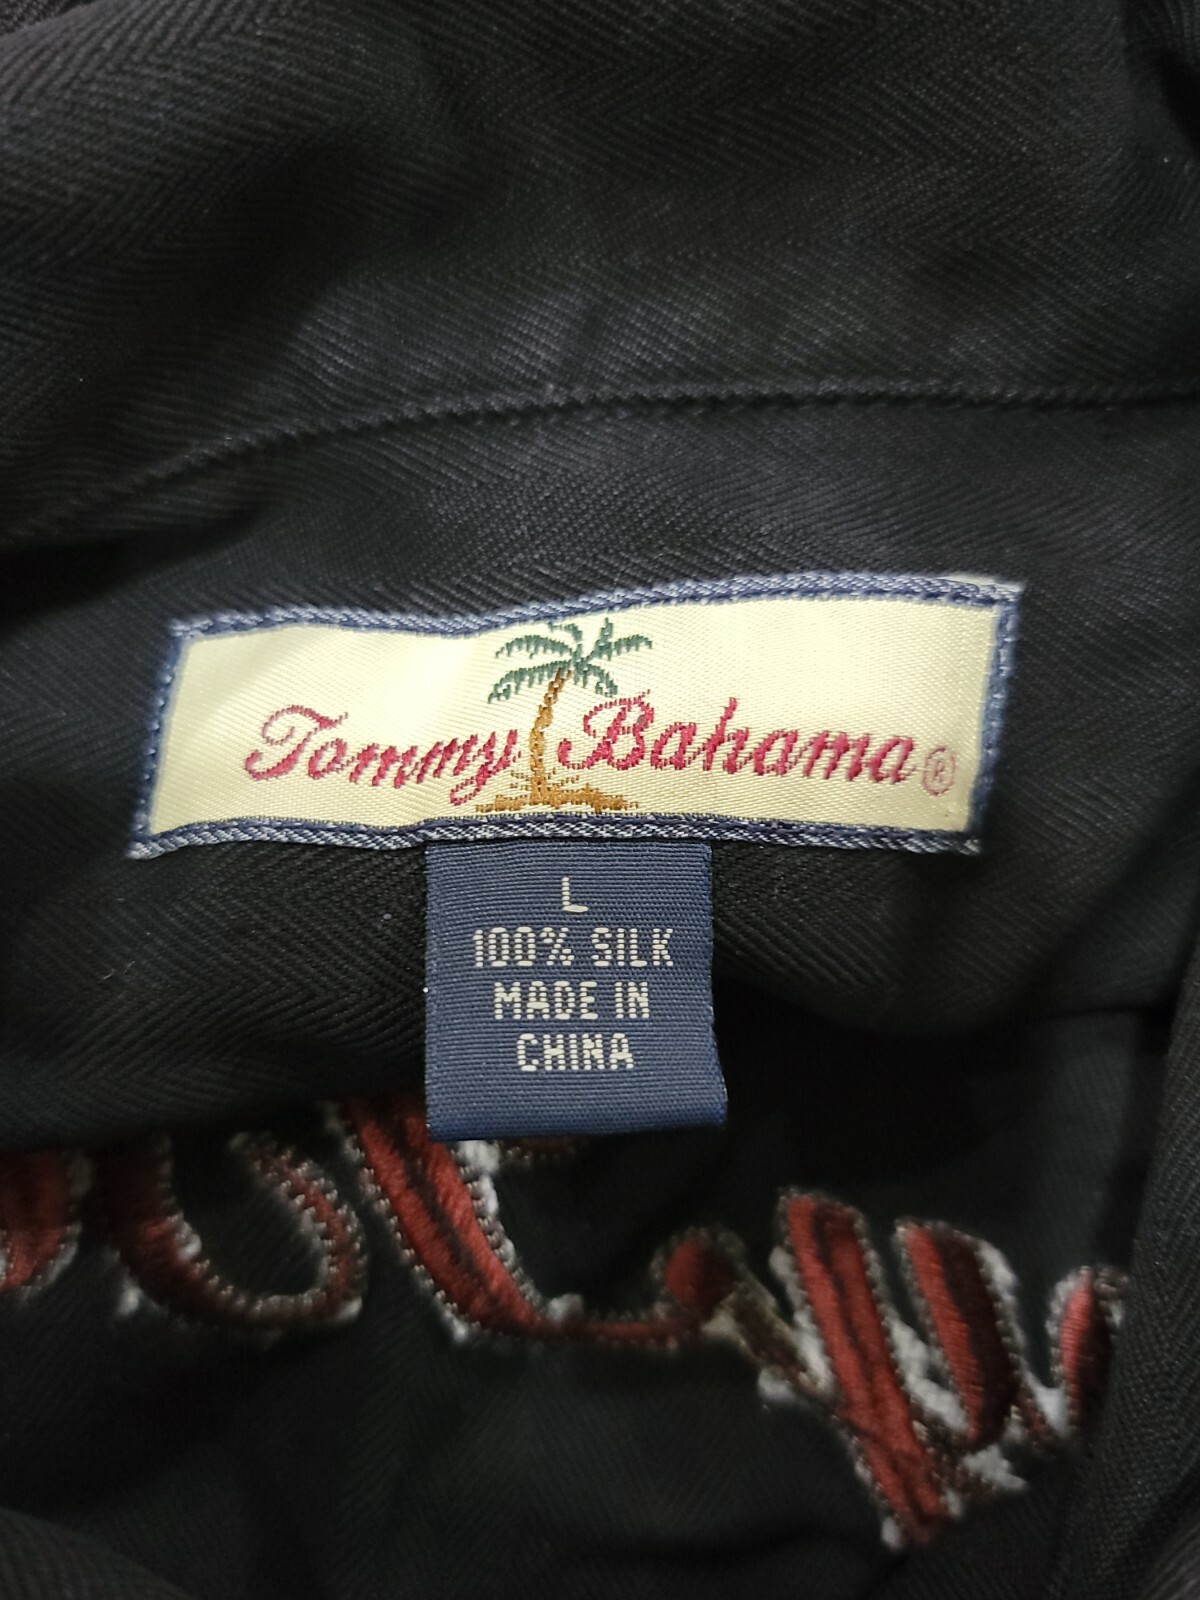 Tommy Bahama®
L
100% SILK
MADE IN
CHINA